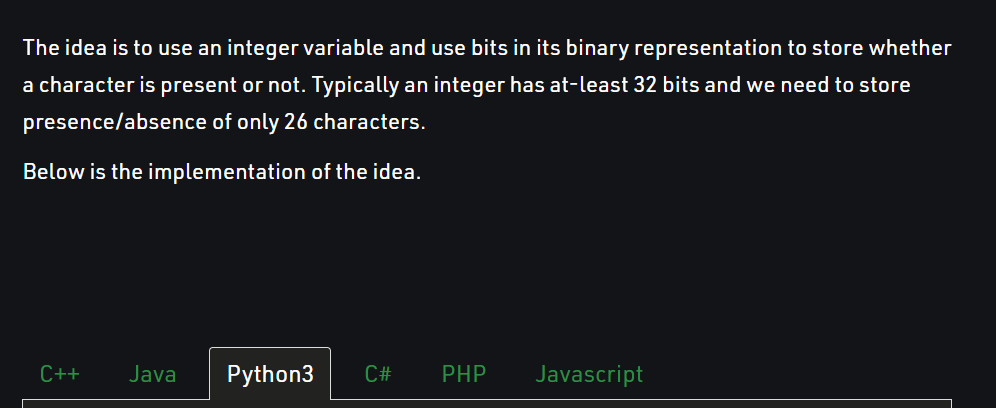 The idea is to use an integer variable and use bits in its binary representation to store whether
a character is present or not. Typically an integer has at-least 32 bits and we need to store
presence/absence of only 26 characters.
Below is the implementation of the idea.
C++ Java Python3 C# PHP Javascript